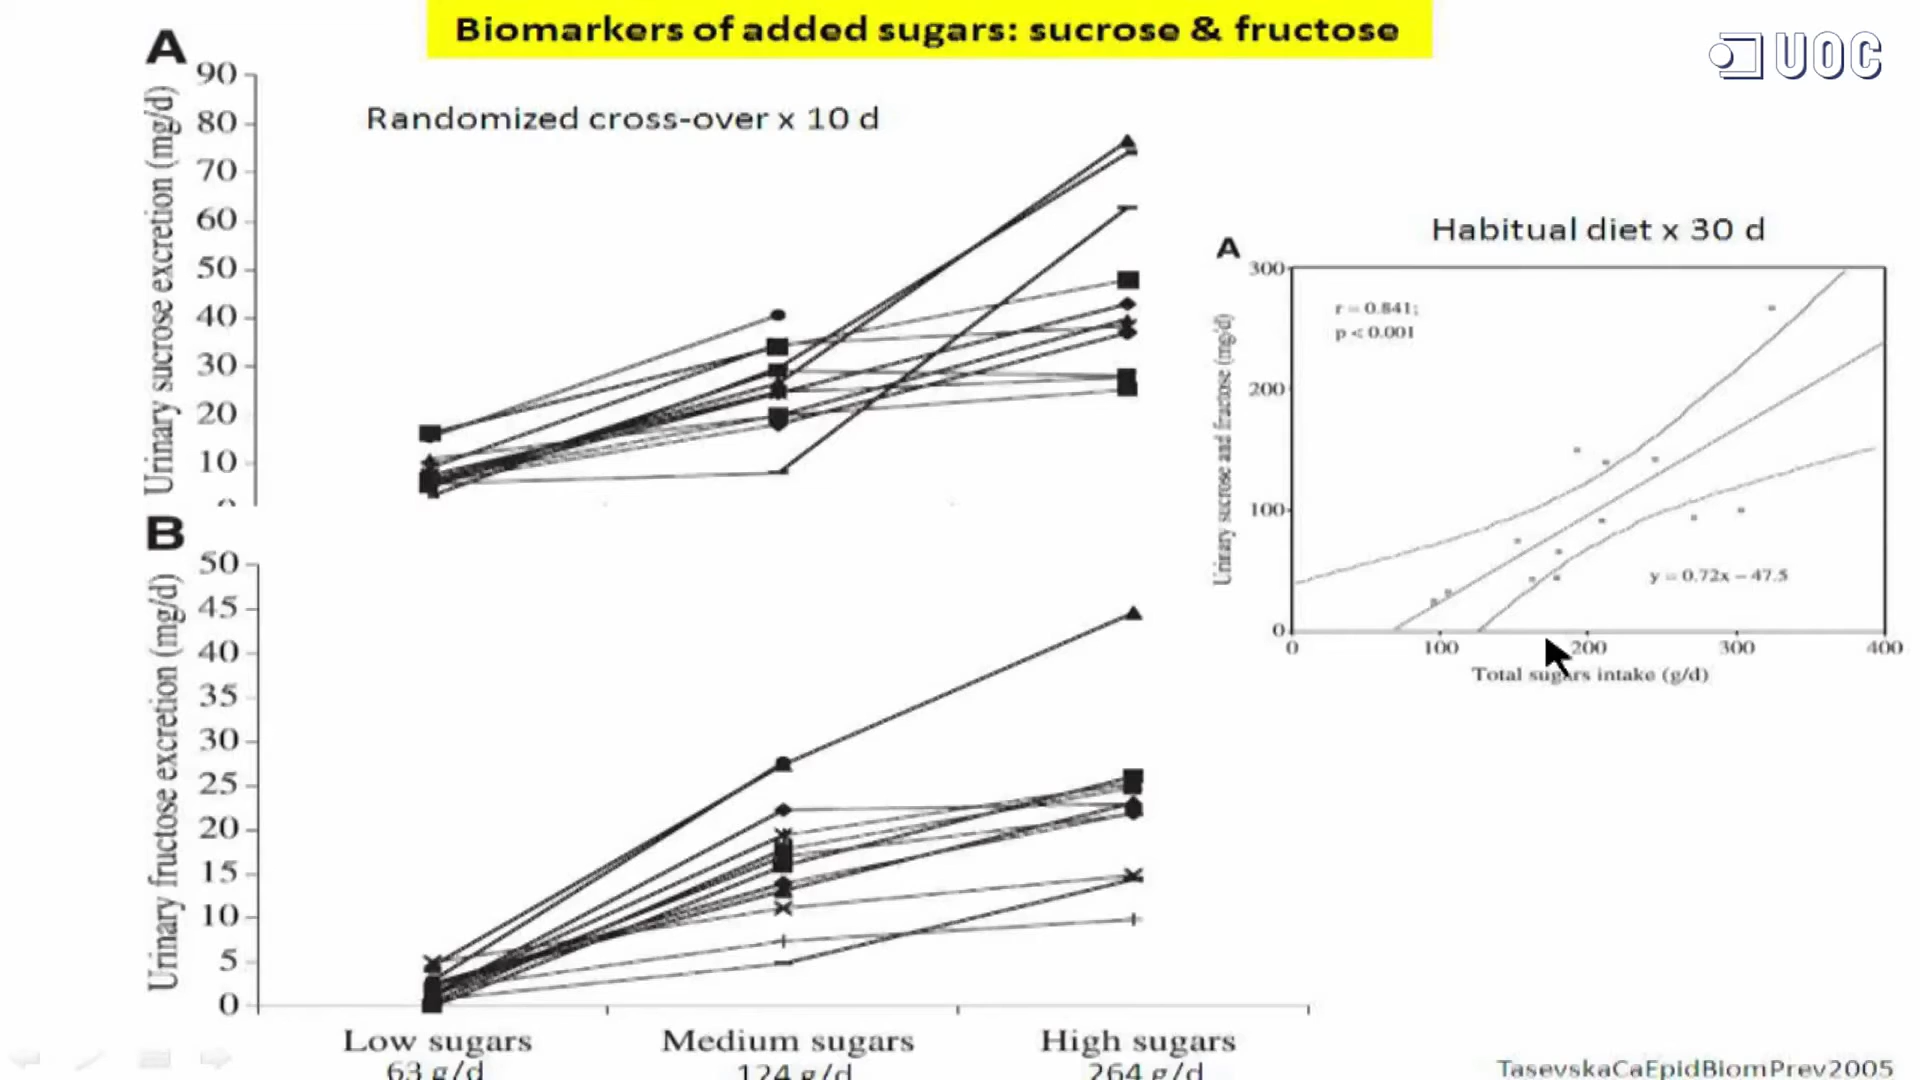 Biomarkers of added sugars: sucrose & fructose
UOC
A
Randomized cross-over x 10 d
Urinary sucrose excretion (mg/d)
90
80
70
60
50
40
30
20
10
B
Urinary fructose excretion (mg/d)
50
45
40
35
30
25
20
15
10
5
0
Low sugars
Medium sugars
High sugars
63 g/d
124 g/d
264 g/d
Habitual diet x 30 d
A
Urinary sucrose and fructose (mg/d)
300
200
100
0
r = 0.841;
p < 0.001
y = 0.72x – 47.5
0
100
200
300
400
Total sugars intake (g/d)
TasevskaCaEpidBiomPrev2005